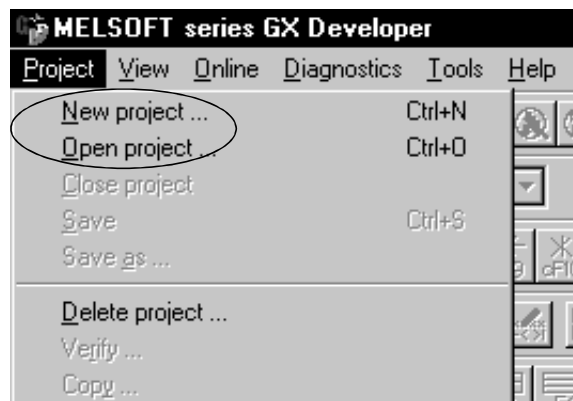 MELSOFT series GX Developer
Project View Online Diagnostics Tools Help
New project ... Ctrl+N
Open project ... Ctrl+O
Close project
Save Ctrl+S
Save as ...
Delete project ...
Verify ...
Copy ...